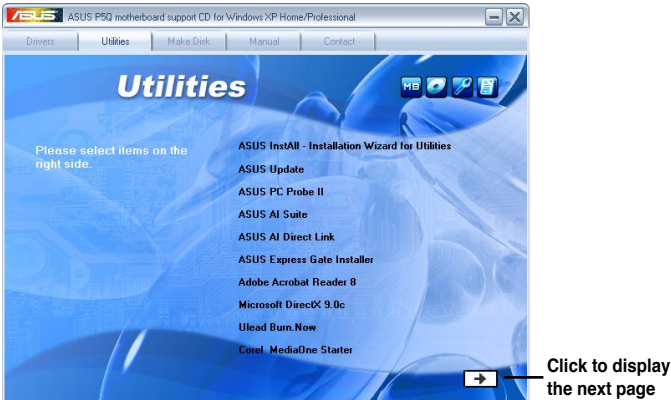 ASUS ASUS P5Q motherboard support CD for Windows XP Home/Professional
Drivers Utilities Make Disk Manual Contact
Utilities
MB
Please select items on the
right side.
ASUS InstAll - Installation Wizard for Utilities
ASUS Update
ASUS PC Probe II
ASUS AI Suite
ASUS AI Direct Link
ASUS Express Gate Installer
Adobe Acrobat Reader 8
Microsoft DirectX 9.0c
Ulead Burn.Now
Corel MediaOne Starter
Click to display
the next page